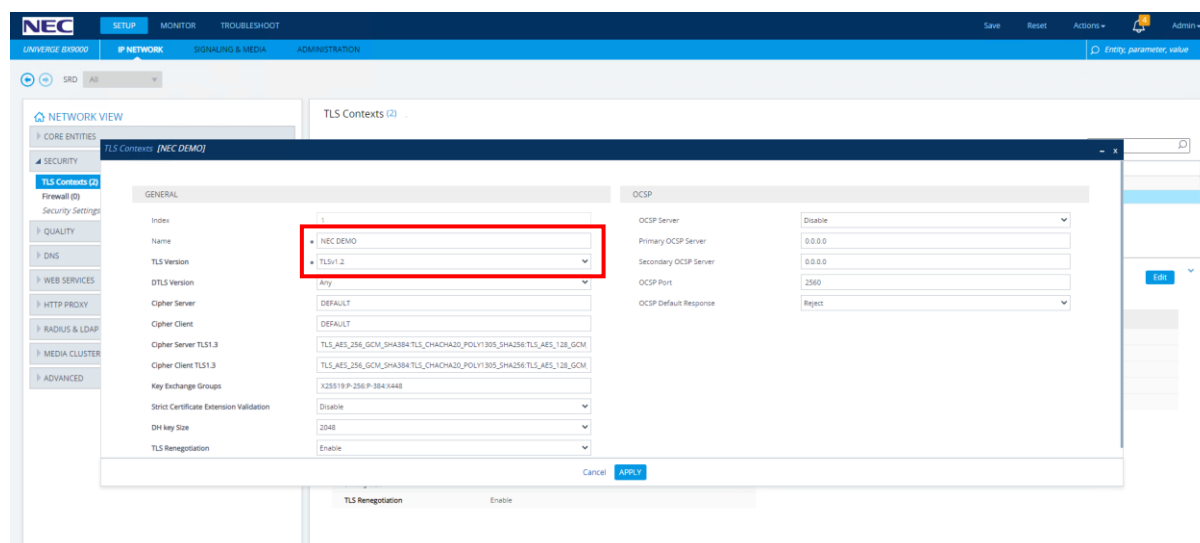 NEC SETUP MONITOR TROUBLESHOOT Save Reset Actions 4 Admin
UNIVERGE BX9000 IP NETWORK SIGNALING & MEDIA ADMINISTRATION Entity, parameter, value
SRD All
NETWORK VIEW
CORE ENTITIES
SECURITY
TLS Contexts (2)
Firewall (0)
Security Settings
QUALITY
DNS
WEB SERVICES
HTTP PROXY
RADIUS & LDAP
MEDIA CLUSTER
ADVANCED
TLS Contexts (2)
TLS Contexts [NEC DEMO] – x
GENERAL
Index 1
Name NEC DEMO
TLS Version TLSv1.2
DTLS Version Any
Cipher Server DEFAULT
Cipher Client DEFAULT
Cipher Server TLS1.3 TLS_AES_256_GCM_SHA384:TLS_CHACHA20_POLY1305_SHA256:TLS_AES_128_GCM
Cipher Client TLS1.3 TLS_AES_256_GCM_SHA384:TLS_CHACHA20_POLY1305_SHA256:TLS_AES_128_GCM
Key Exchange Groups X25519:P-256:P-384:X448
Strict Certificate Extension Validation Disable
DH key Size 2048
TLS Renegotiation Enable
OCSP
OCSP Server Disable
Primary OCSP Server 0.0.0.0
Secondary OCSP Server 0.0.0.0
OCSP Port 2560
OCSP Default Response Reject
Edit
Cancel APPLY
TLS Renegotiation Enable